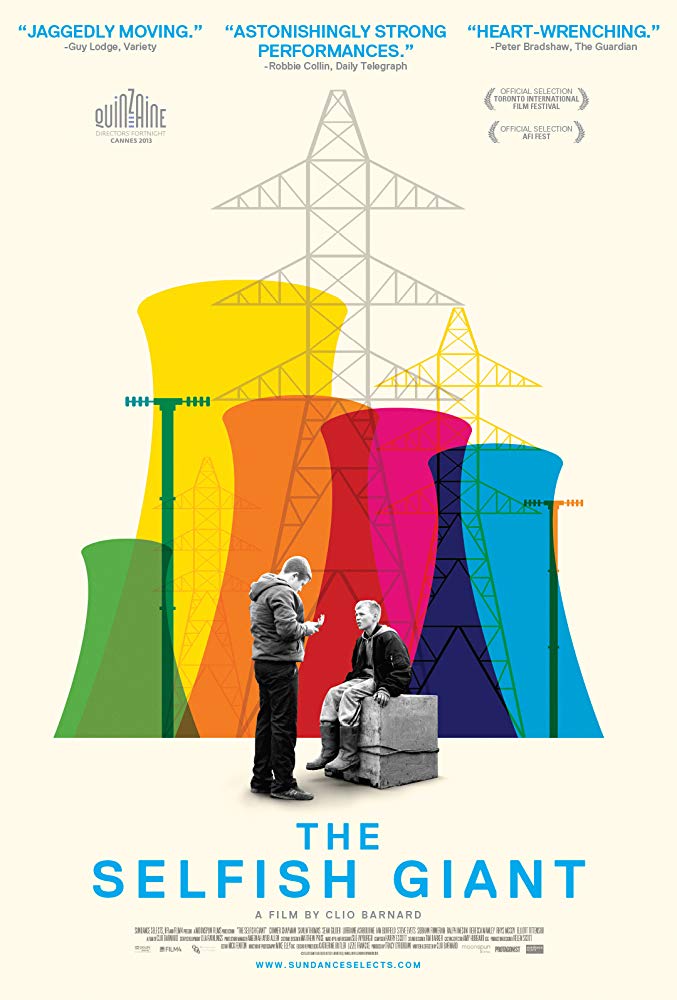 “JAGGEDLY MOVING.”
-Guy Lodge, Variety
“ASTONISHINGLY STRONG
PERFORMANCES.”
-Robbie Collin, Daily Telegraph
“HEART-WRENCHING.”
-Peter Bradshaw, The Guardian
QUINZAINE
DIRECTORS' FORTNIGHT
CANNES 2013
OFFICIAL SELECTION
TORONTO INTERNATIONAL
FILM FESTIVAL
OFFICIAL SELECTION
AFI FEST
THE
SELFISH GIANT
A FILM BY CLIO BARNARD
WWW.SUNDANCESELECTS.COM